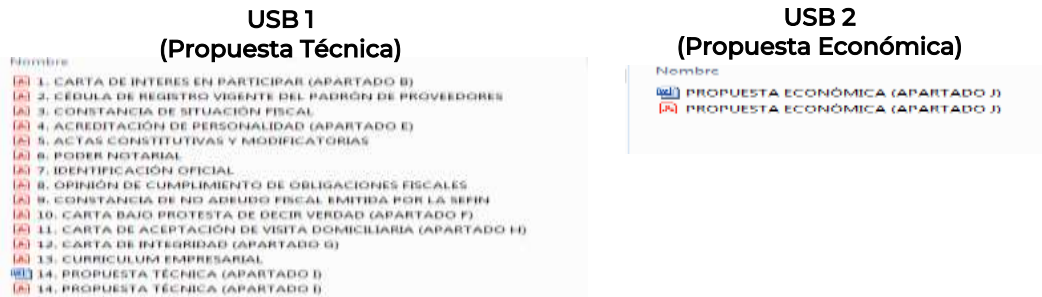 USB 1
(Propuesta Técnica)
Nombre
1. CARTA DE INTERES EN PARTICIPAR (APARTADO B)
2. CÉDULA DE REGISTRO VIGENTE DEL PADRÓN DE PROVEEDORES
3. CONSTANCIA DE SITUACIÓN FISCAL
4. ACREDITACIÓN DE PERSONALIDAD (APARTADO E)
5. ACTAS CONSTITUTIVAS Y MODIFICATORIAS
6. PODER NOTARIAL
7. IDENTIFICACIÓN OFICIAL
8. OPINIÓN DE CUMPLIMIENTO DE OBLIGACIONES FISCALES
9. CONSTANCIA DE NO ADEUDO FISCAL EMITIDA POR LA SEFIN
10. CARTA BAJO PROTESTA DE DECIR VERDAD (APARTADO F)
11. CARTA DE ACEPTACIÓN DE VISITA DOMICILIARIA (APARTADO H)
12. CARTA DE INTEGRIDAD (APARTADO G)
13. CURRICULUM EMPRESARIAL
14. PROPUESTA TÉCNICA (APARTADO I)
14. PROPUESTA TÉCNICA (APARTADO I)
USB 2
(Propuesta Económica)
Nombre
PROPUESTA ECONÓMICA (APARTADO J)
PROPUESTA ECONÓMICA (APARTADO J)